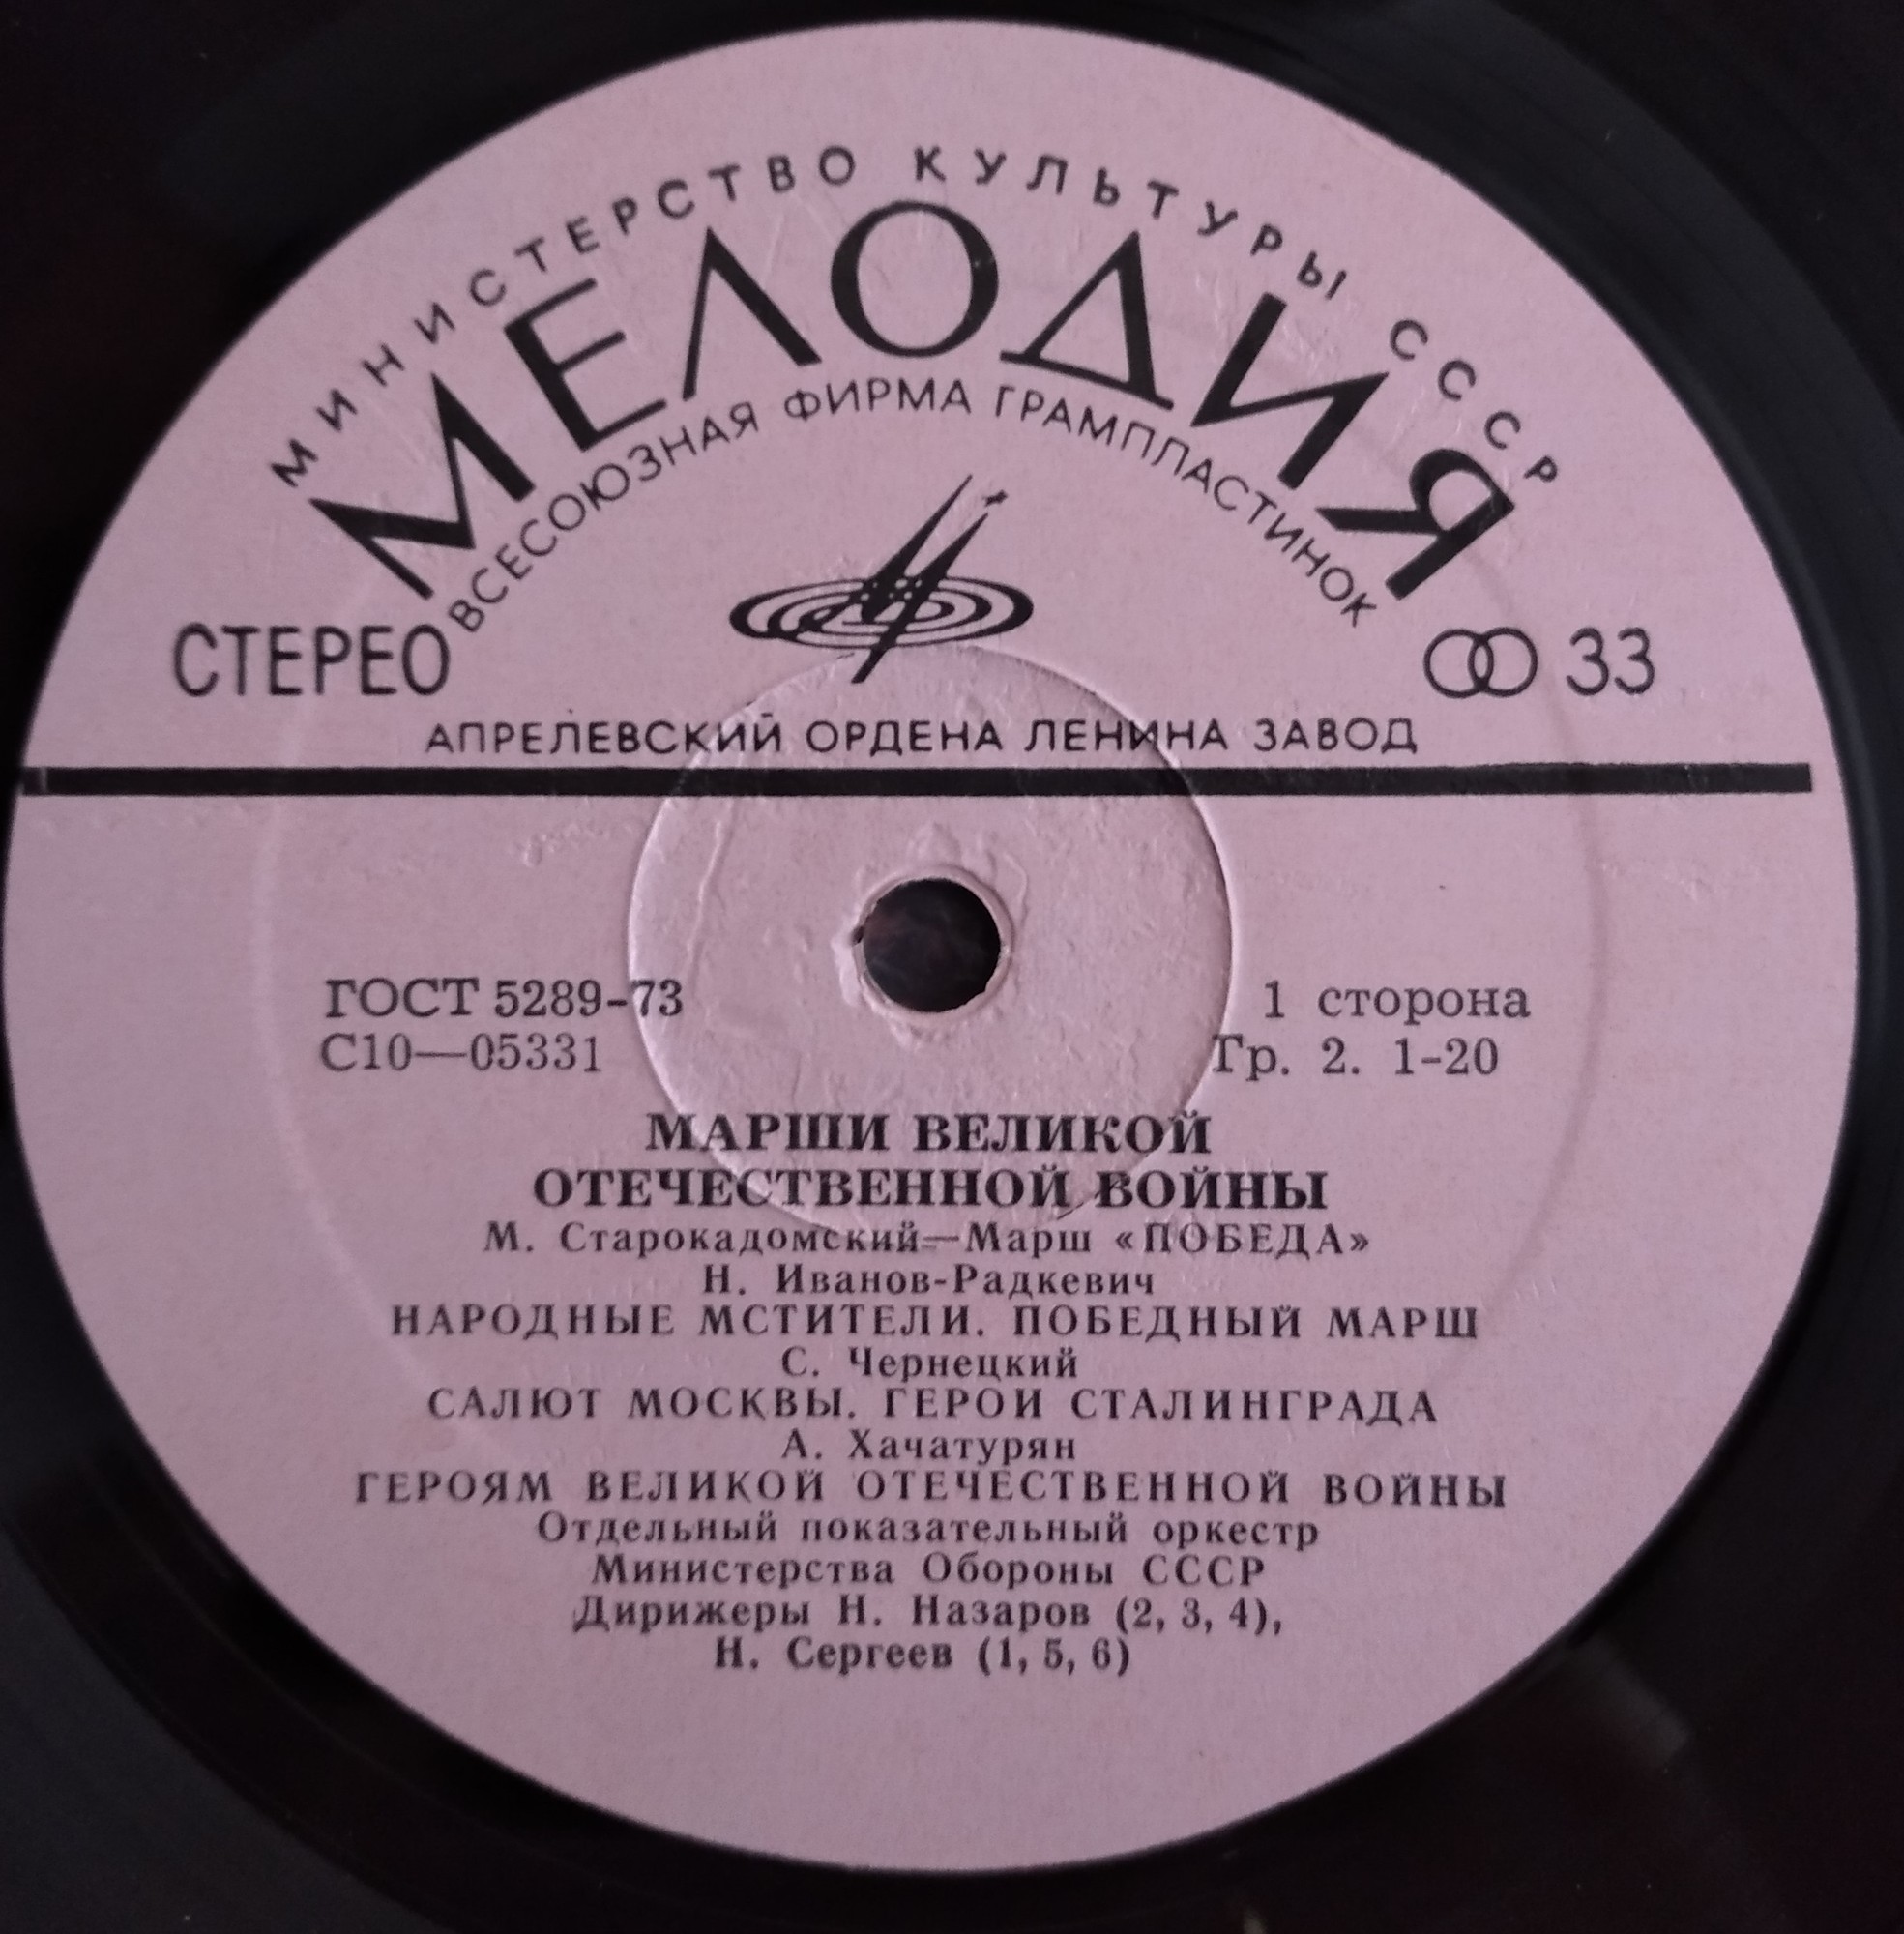 МИНИСТЕРСТВО КУЛЬТУРЫ СССР
МЕЛОДИЯ
ВСЕСОЮЗНАЯ ФИРМА ГРАМПЛАСТИНОК
СТЕРЕО
33
АПРЕЛЕВСКИЙ ОРДЕНА ЛЕНИНА ЗАВОД
ГОСТ 5289-73
1 сторона
С10—05331
Гр. 2. 1-20
МАРШИ ВЕЛИКОЙ
ОТЕЧЕСТВЕННОЙ ВОЙНЫ
М. Старокадомский—Марш «ПОБЕДА»
Н. Иванов-Радкевич
НАРОДНЫЕ МСТИТЕЛИ. ПОБЕДНЫЙ МАРШ
С. Чернецкий
САЛЮТ МОСКВЫ. ГЕРОИ СТАЛИНГРАДА
А. Хачатурян
ГЕРОЯМ ВЕЛИКОЙ ОТЕЧЕСТВЕННОЙ ВОЙНЫ
Отдельный показательный оркестр
Министерства Обороны СССР
Дирижеры Н. Назаров (2, 3, 4),
Н. Сергеев (1, 5, 6)